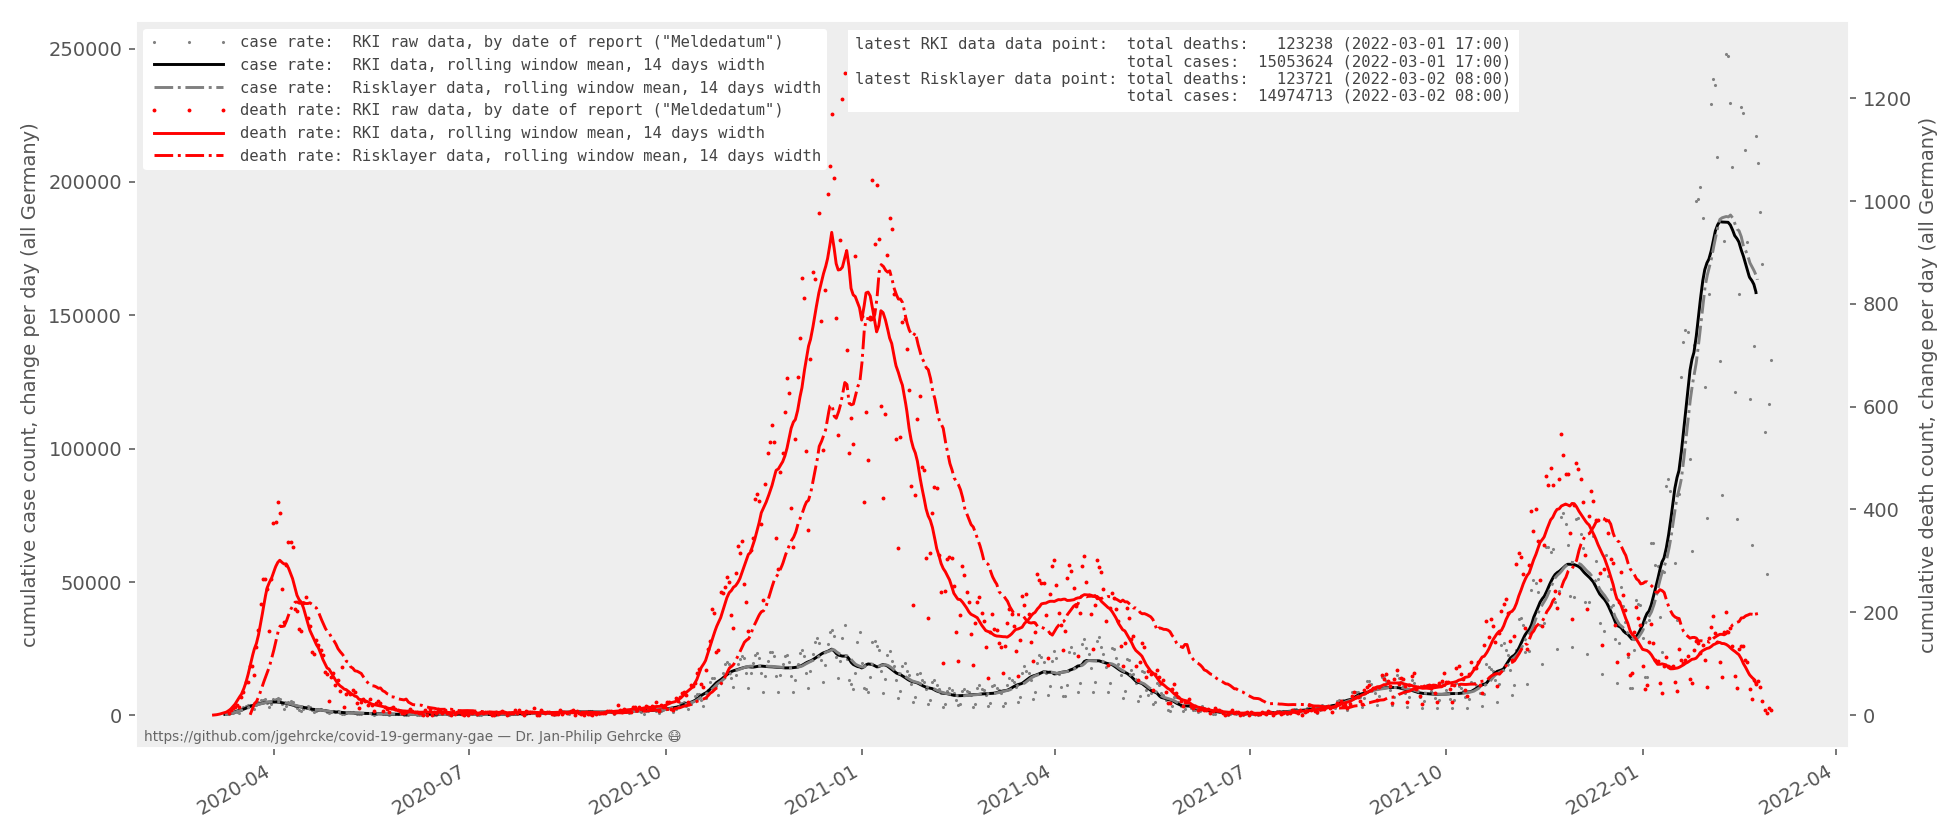 case rate:  RKI raw data, by date of report ("Meldedatum")
case rate:  RKI data, rolling window mean, 14 days width
case rate:  Risklayer data, rolling window mean, 14 days width
death rate: RKI raw data, by date of report ("Meldedatum")
death rate: RKI data, rolling window mean, 14 days width
death rate: Risklayer data, rolling window mean, 14 days width
latest RKI data data point:  total deaths:   123238 (2022-03-01 17:00)
total cases:  15053624 (2022-03-01 17:00)
latest Risklayer data point: total deaths:   123721 (2022-03-02 08:00)
total cases:  14974713 (2022-03-02 08:00)
cumulative case count, change per day (all Germany)
250000
200000
150000
100000
50000
0
1200
1000
800
600
400
200
0
cumulative death count, change per day (all Germany)
https://github.com/jgehrcke/covid-19-germany-gae — Dr. Jan-Philip Gehrcke 😷
2020-04
2020-07
2020-10
2021-01
2021-04
2021-07
2021-10
2022-01
2022-04